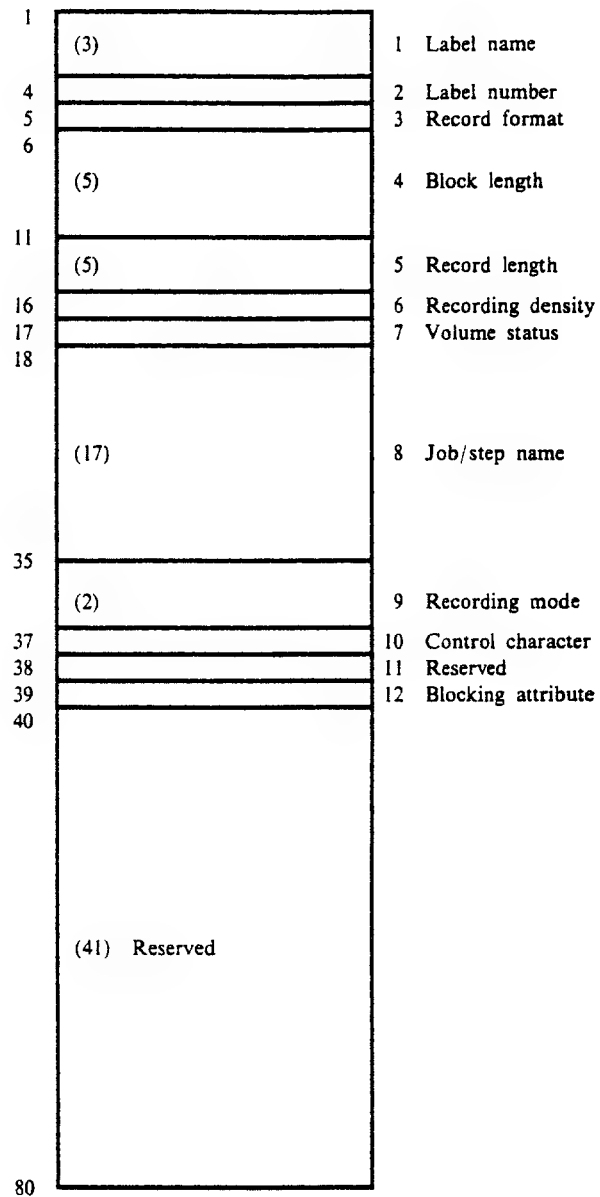 1
(3) 1 Label name
4 2 Label number
5 3 Record format
6
(5) 4 Block length
11
(5) 5 Record length
16 6 Recording density
17 7 Volume status
18
(17) 8 Job/step name
35
(2) 9 Recording mode
37 10 Control character
38 11 Reserved
39 12 Blocking attribute
40
(41) Reserved
80